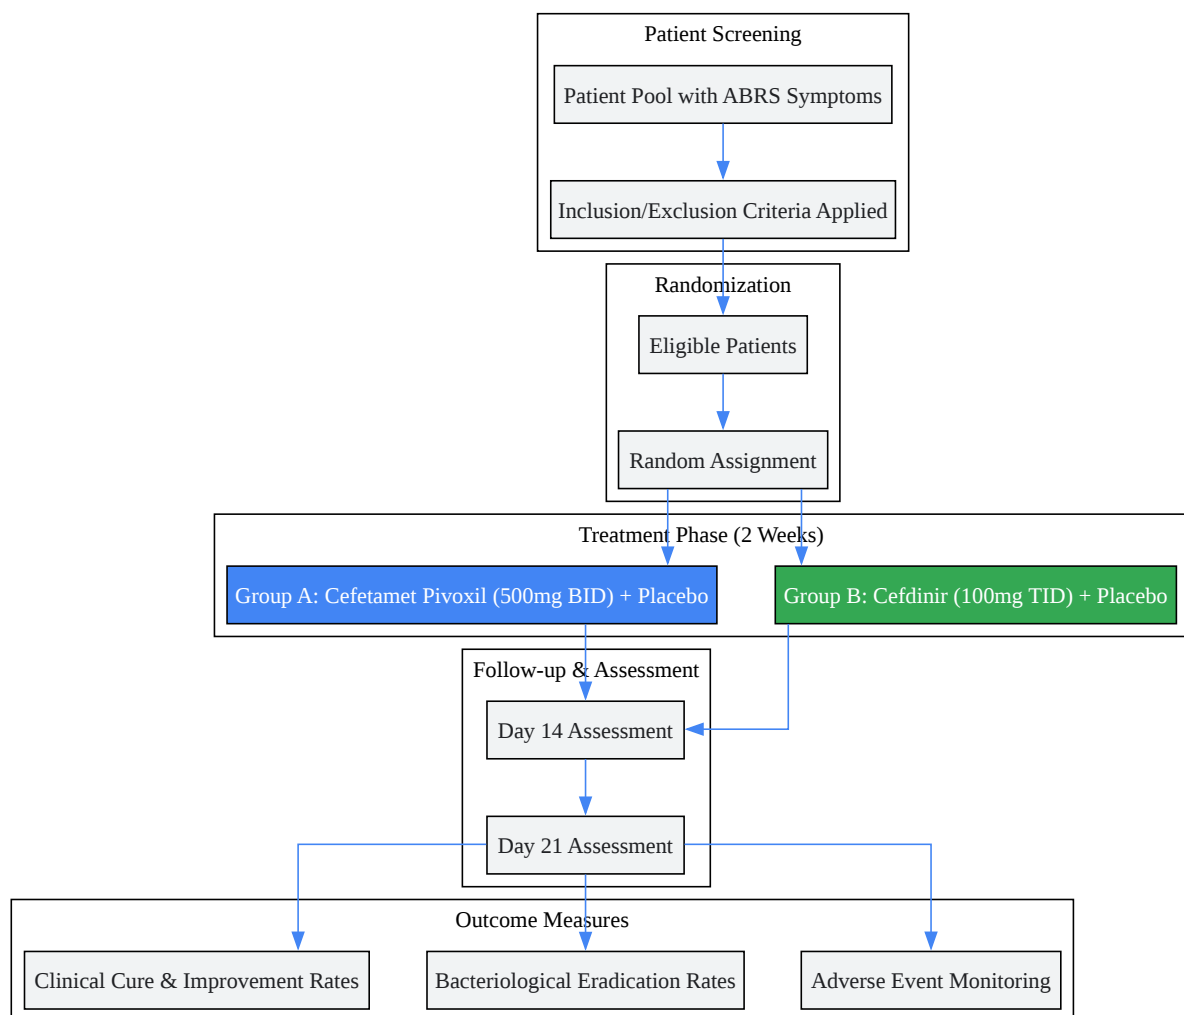 Patient Screening
Patient Pool with ABRS Symptoms
Inclusion/Exclusion Criteria Applied
Randomization
Eligible Patients
Random Assignment
Treatment Phase (2 Weeks)
Group A: Cefetamet Pivoxil (500mg BID) + Placebo
Group B: Cefdinir (100mg TID) + Placebo
Follow-up & Assessment
Day 14 Assessment
Day 21 Assessment
Outcome Measures
Clinical Cure & Improvement Rates
Bacteriological Eradication Rates
Adverse Event Monitoring